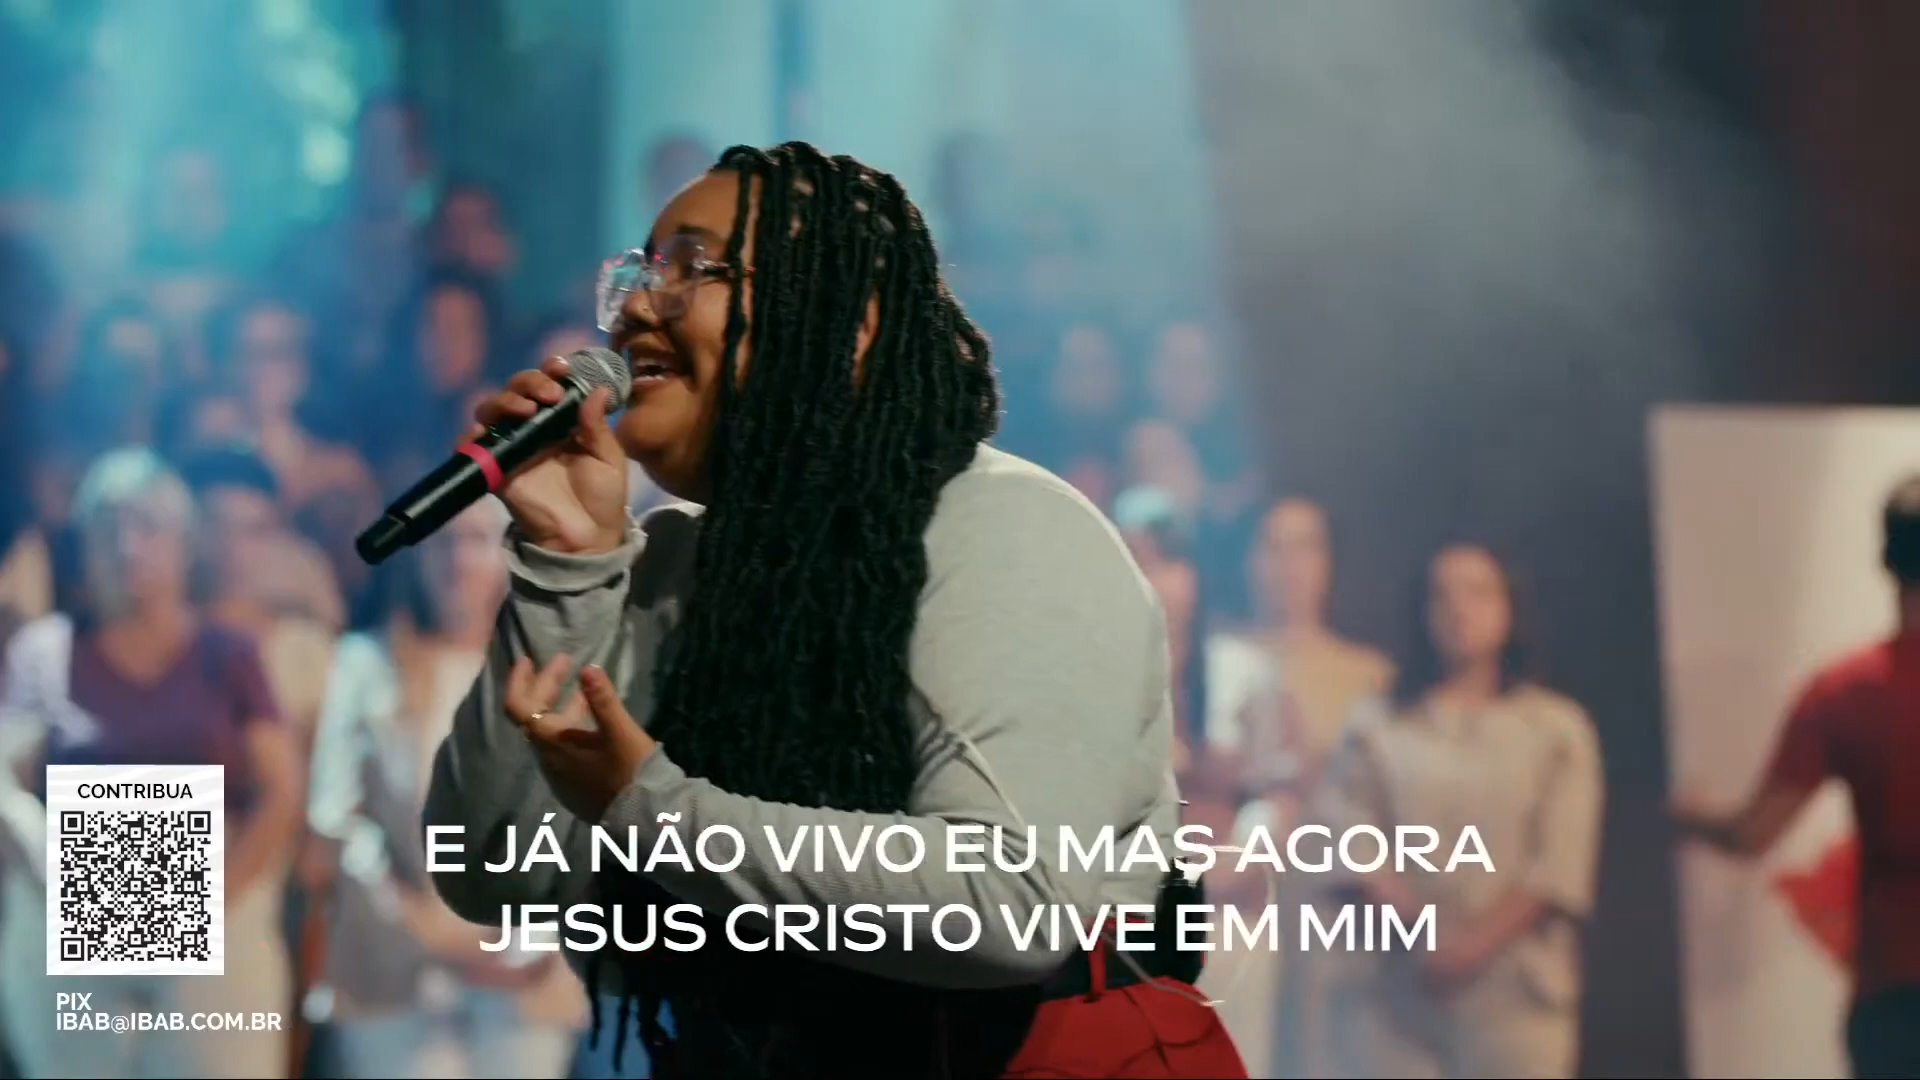 CONTRIBUA
PIX
IBAB@IBAB.COM.BR
E JÁ NÃO VIVO EU MAS AGORA
JESUS CRISTO VIVE EM MIM